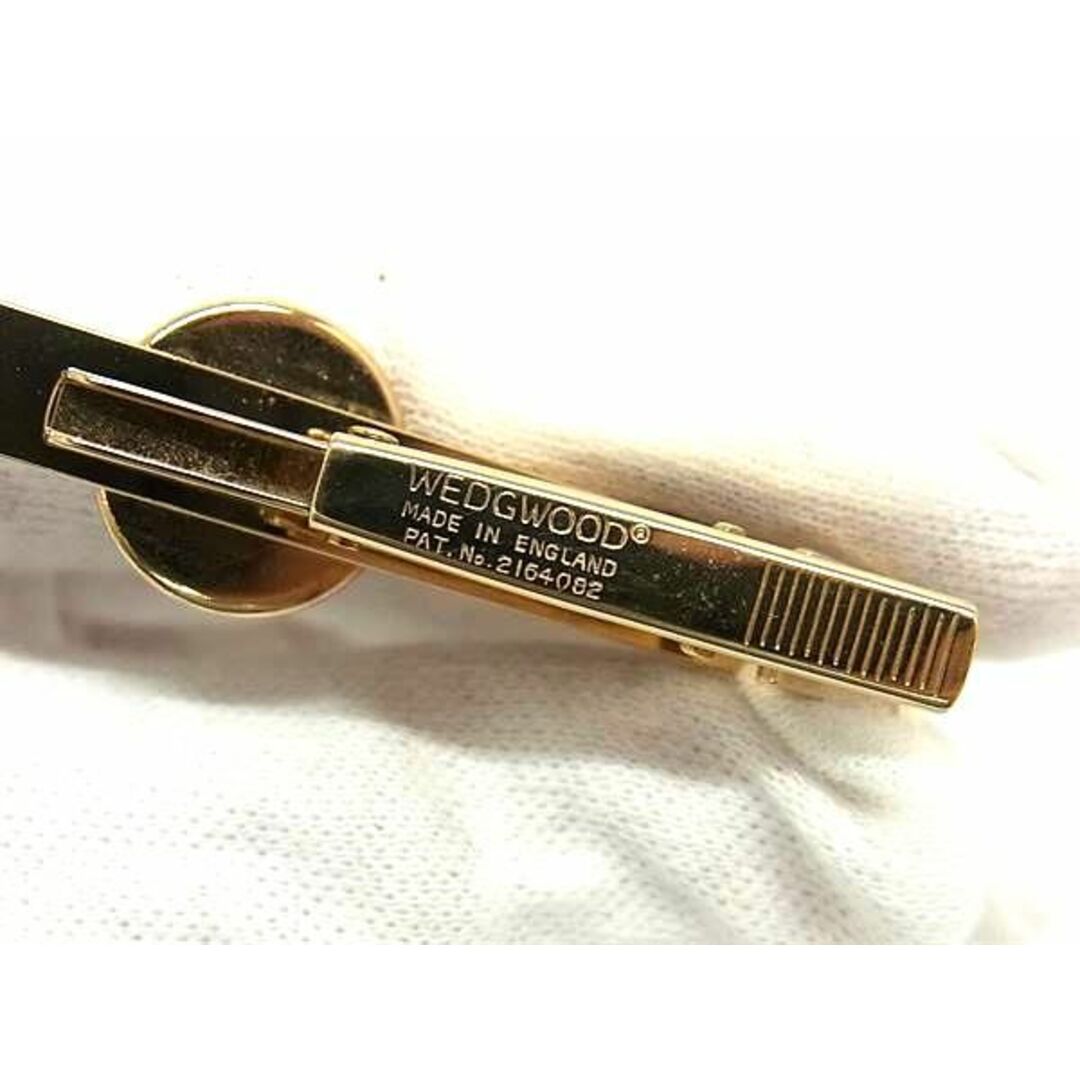 WEDGWOOD®
MADE IN ENGLAND
PAT. No. 2164082